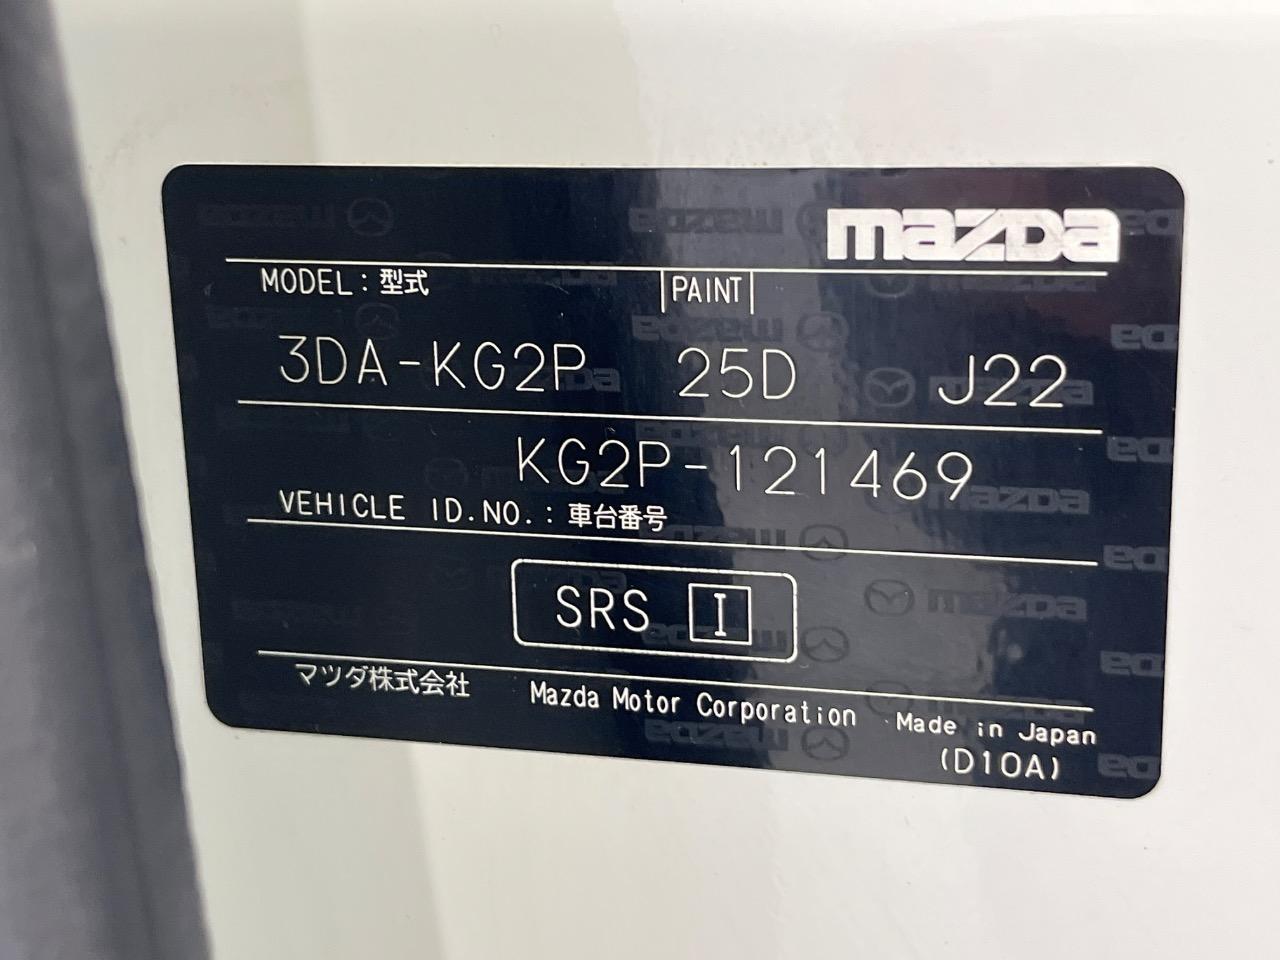 mazda
MODEL : 型式 PAINT
3DA-KG2P 25D J22
KG2P-121469
VEHICLE ID.NO. : 車台番号
SRS I
マツダ株式会社 Mazda Motor Corporation Made in Japan
(D10A)